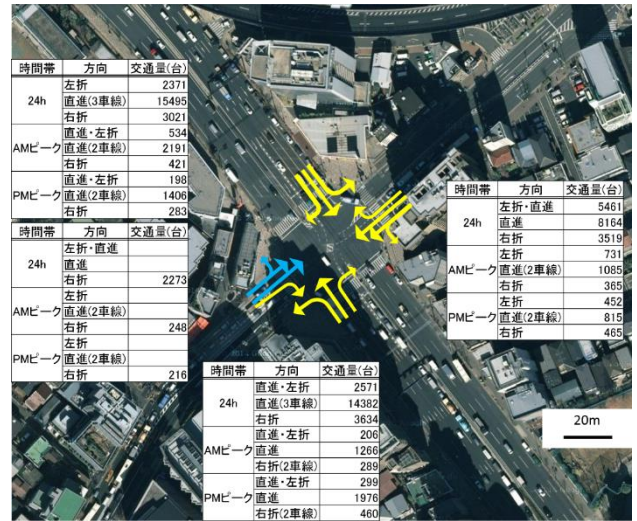 時間帯 方向 交通量(台)
24h 左折 2371
直進(3車線) 15495
右折 3021
AMピーク 直進・左折 534
直進(2車線) 2191
右折 421
PMピーク 直進・左折 198
直進(2車線) 1406
右折 283
時間帯 方向 交通量(台)
24h 左折・直進
直進
右折 2273
AMピーク 左折
直進(2車線)
右折 248
PMピーク 左折
直進(2車線)
右折 216
時間帯 方向 交通量(台)
24h 左折・直進 5461
直進 8164
右折 3519
AMピーク 左折 731
直進(2車線) 1085
右折 365
PMピーク 左折 452
直進(2車線) 815
右折 465
時間帯 方向 交通量(台)
24h 直進・左折 2571
直進(3車線) 14382
右折 3634
AMピーク 直進・左折 206
直進 1266
右折(2車線) 289
PMピーク 直進・左折 299
直進 1976
右折(2車線) 460
20m